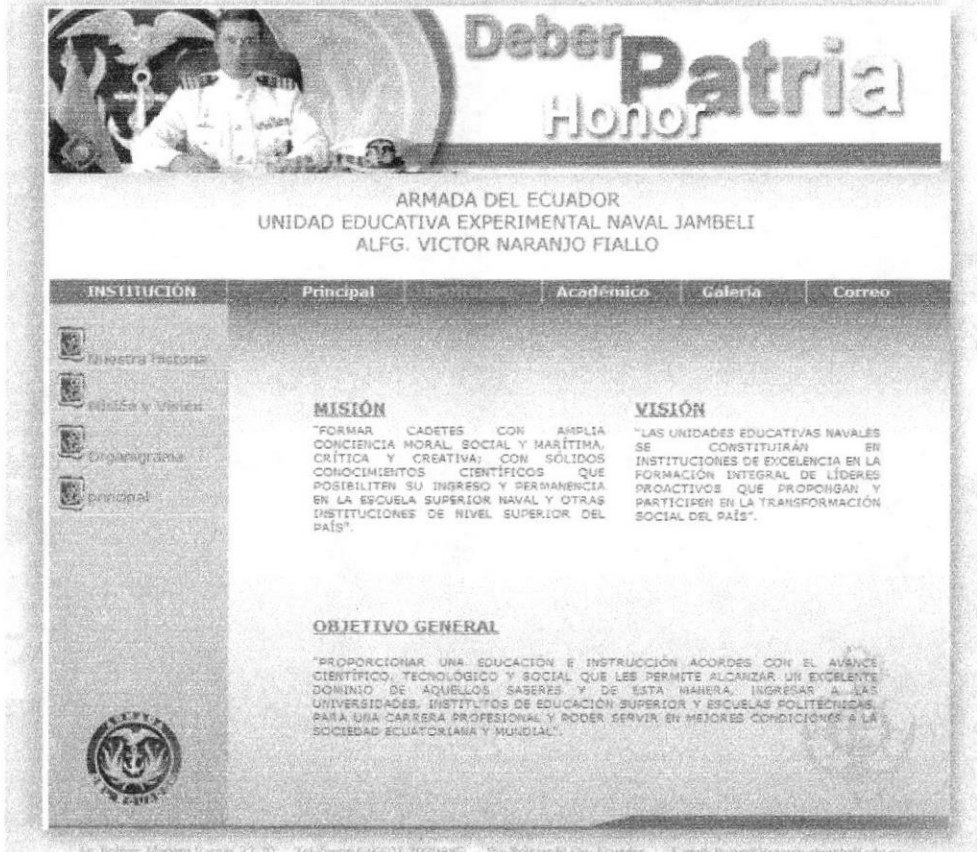 Deber
Patria
Honor
ARMADA DEL ECUADOR
UNIDAD EDUCATIVA EXPERIMENTAL NAVAL JAMBELI
ALFG. VICTOR NARANJO FIALLO
INSTITUCIÓN Principal Académico Galería Correo
Nuestra Historia
Misión y Visión
Organigrama
principal
MISIÓN
"FORMAR CADETES CON AMPLIA
CONCIENCIA MORAL, SOCIAL Y MARÍTIMA,
CRÍTICA Y CREATIVA; CON SÓLIDOS
CONOCIMIENTOS CIENTÍFICOS QUE
POSIBILITEN SU INGRESO Y PERMANENCIA
EN LA ESCUELA SUPERIOR NAVAL Y OTRAS
INSTITUCIONES DE NIVEL SUPERIOR DEL
PAÍS".
VISIÓN
"LAS UNIDADES EDUCATIVAS NAVALES
SE CONSTITUIRÁN EN
INSTITUCIONES DE EXCELENCIA EN LA
FORMACIÓN INTEGRAL DE LÍDERES
PROACTIVOS QUE PROPONGAN Y
PARTICIPEN EN LA TRANSFORMACIÓN
SOCIAL DEL PAÍS".
OBJETIVO GENERAL
"PROPORCIONAR UNA EDUCACIÓN E INSTRUCCIÓN ACORDES CON EL AVANCE
CIENTÍFICO, TECNOLÓGICO Y SOCIAL QUE LES PERMITE ALCANZAR UN EXCELENTE
DOMINIO DE AQUELLOS SABERES Y DE ESTA MANERA, INGRESAR A LAS
UNIVERSIDADES, INSTITUTOS DE EDUCACIÓN SUPERIOR Y ESCUELAS POLITÉCNICAS,
PARA UNA CARRERA PROFESIONAL Y PODER SERVIR EN MEJORES CONDICIONES A LA
SOCIEDAD ECUATORIANA Y MUNDIAL".